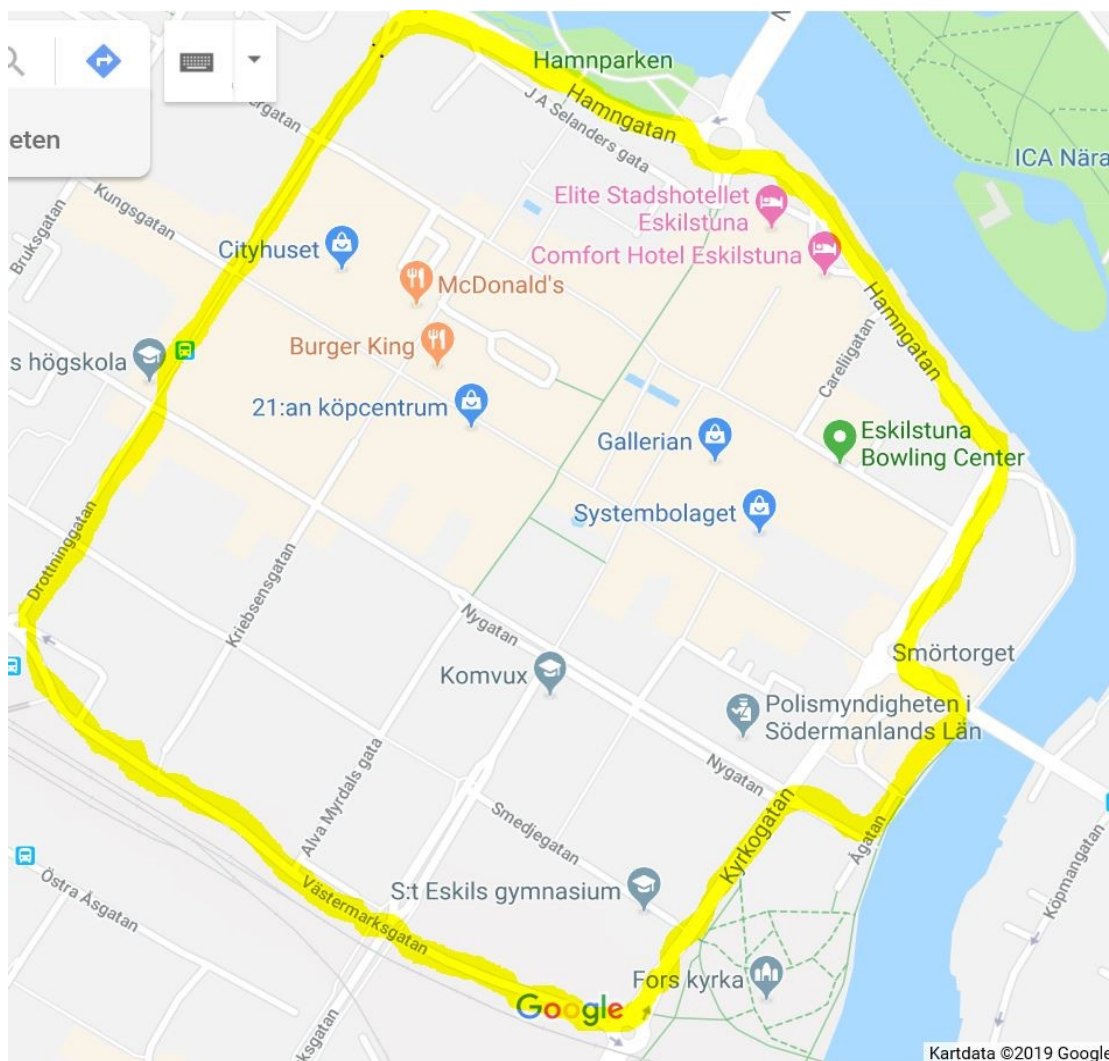 eten
Hamnparken
Hamngatan
J A Selanders gata
ICA Nära
Elite Stadshotellet
Eskilstuna
Comfort Hotel Eskilstuna
Kungsgatan
Bruksgatan
Cityhuset
McDonald's
Burger King
Hamngatan
Careliigatan
s högskola
21:an köpcentrum
Gallerian
Eskilstuna
Bowling Center
Systembolaget
Drottninggatan
Kriebsensgatan
Nygatan
Smörtorget
Komvux
Polismyndigheten i
Södermanlands Län
Nygatan
Alva Myrdals gata
Smedjegatan
Kyrkogatan
Ågatan
Köpmangatan
Östra Åsgatan
S:t Eskils gymnasium
Västermarksgatan
Fors kyrka
Google
ksgatan
Kartdata ©2019 Google